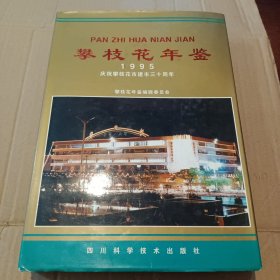 PAN ZHI HUA NIAN JIAN
攀枝花年鉴
1995
庆祝攀枝花市建市三十周年
攀枝花年鉴编辑委员会
四川科学技术出版社